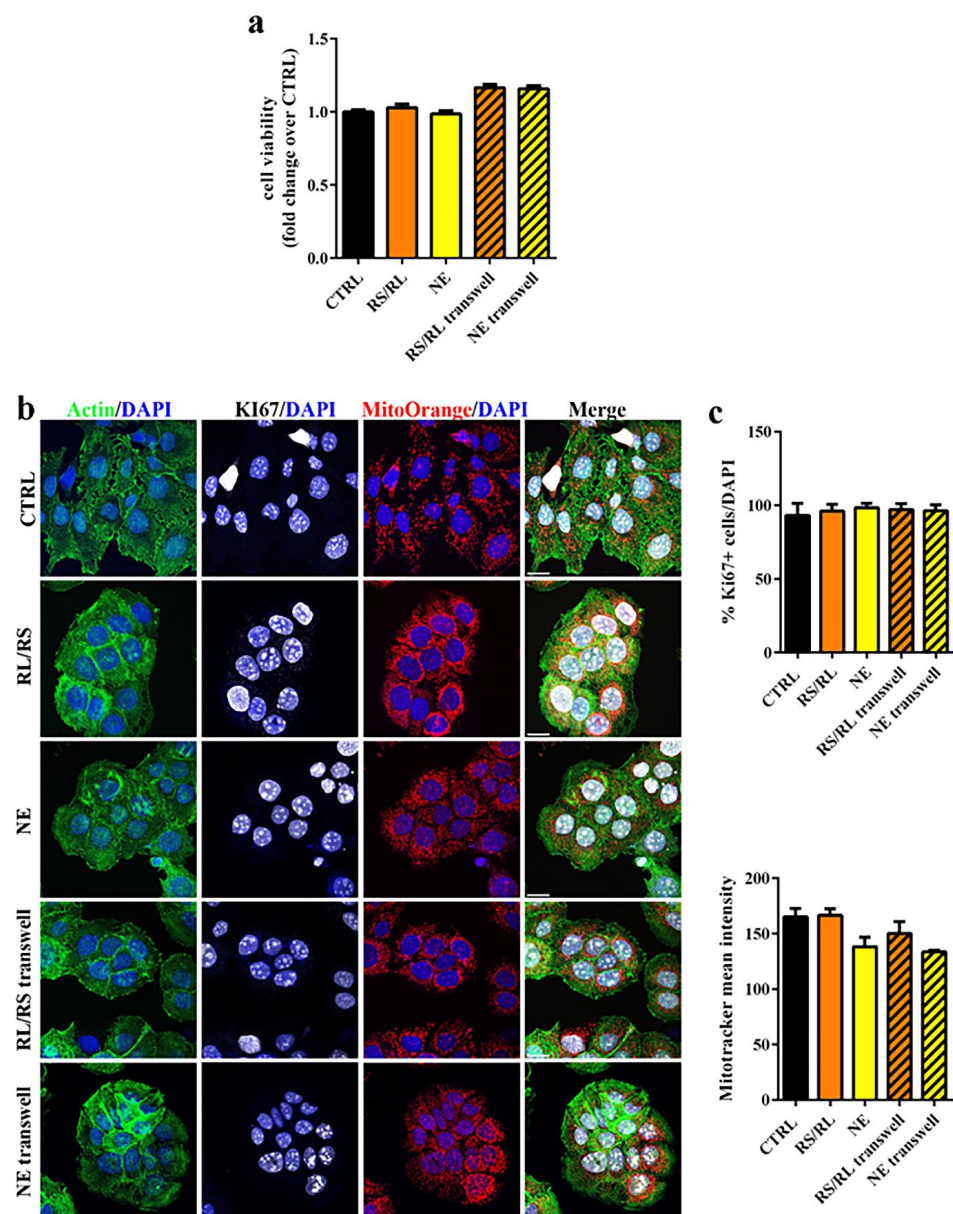 a
cell viability
(fold change over CTRL)
1.5
1.0
0.5
0.0
CTRL
RS/RL
NE
RS/RL transwell
NE transwell
b
Actin/DAPI
KI67/DAPI
MitoOrange/DAPI
Merge
CTRL
RL/RS
NE
RL/RS transwell
NE transwell
c
% Ki67+ cells/DAPI
150
100
50
0
CTRL
RS/RL
NE
RS/RL transwell
NE transwell
Mitotracker mean intensity
200
150
100
50
0
CTRL
RS/RL
NE
RS/RL transwell
NE transwell